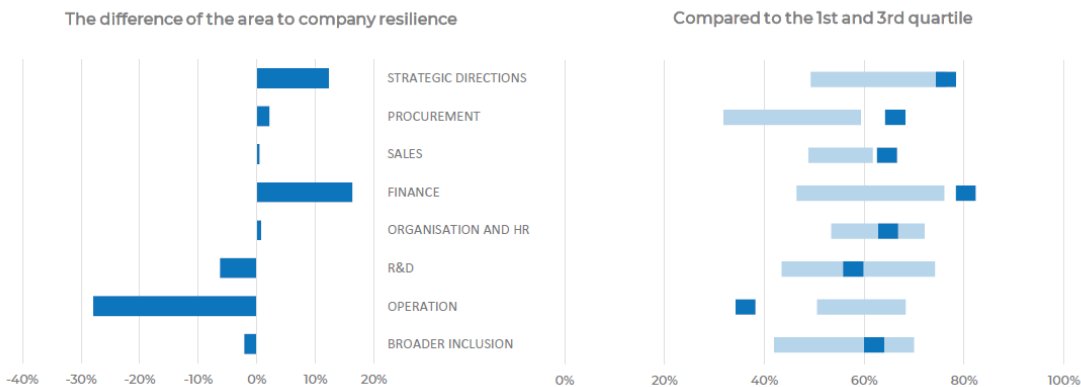 The difference of the area to company resilience
Compared to the 1st and 3rd quartile
STRATEGIC DIRECTIONS
PROCUREMENT
SALES
FINANCE
ORGANISATION AND HR
R&D
OPERATION
BROADER INCLUSION
-40% -30% -20% -10% 0% 10% 20%
0% 20% 40% 60% 80% 100%